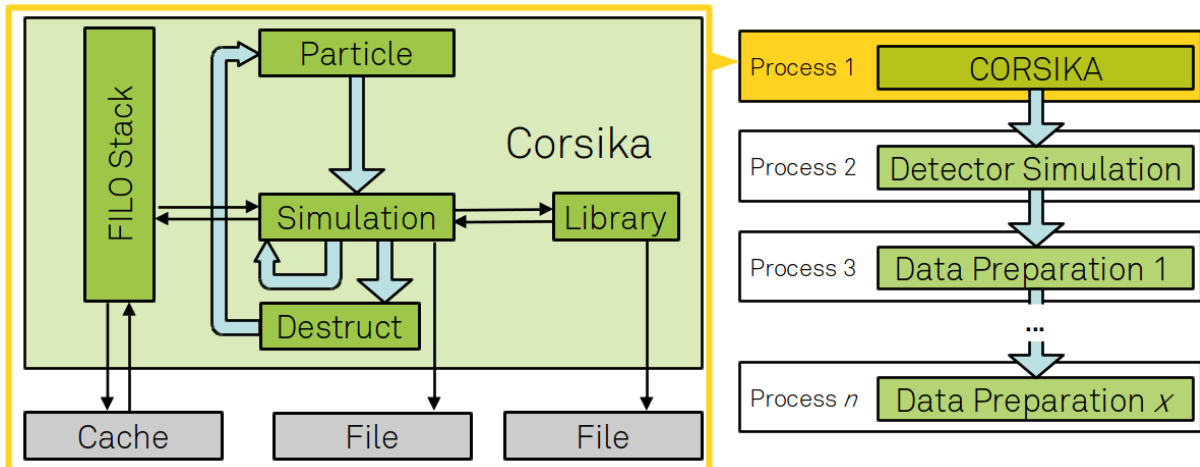 Particle
FILO Stack
Corsika
Simulation
Library
Destruct
Cache
File
File
Process 1
CORSIKA
Process 2
Detector Simulation
Process 3
Data Preparation 1
...
Process n
Data Preparation x